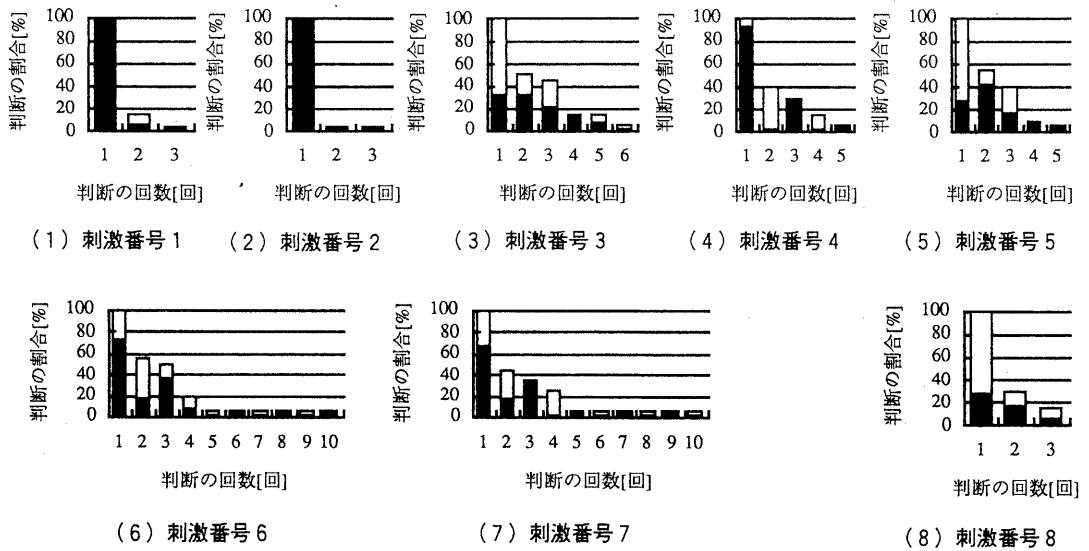 判断の割合[%]
100
80
60
40
20
0
1 2 3
判断の回数[回]
(1) 刺激番号1
判断の割合[%]
100
80
60
40
20
0
1 2 3
判断の回数[回]
(2) 刺激番号2
判断の割合[%]
100
80
60
40
20
0
1 2 3 4 5 6
判断の回数[回]
(3) 刺激番号3
判断の割合[%]
100
80
60
40
20
0
1 2 3 4 5
判断の回数[回]
(4) 刺激番号4
判断の割合[%]
100
80
60
40
20
0
1 2 3 4 5
判断の回数[回]
(5) 刺激番号5
判断の割合[%]
100
80
60
40
20
0
1 2 3 4 5 6 7 8 9 10
判断の回数[回]
(6) 刺激番号6
判断の割合[%]
100
80
60
40
20
0
1 2 3 4 5 6 7 8 9 10
判断の回数[回]
(7) 刺激番号7
判断の割合[%]
100
80
60
40
20
0
1 2 3
判断の回数[回]
(8) 刺激番号8